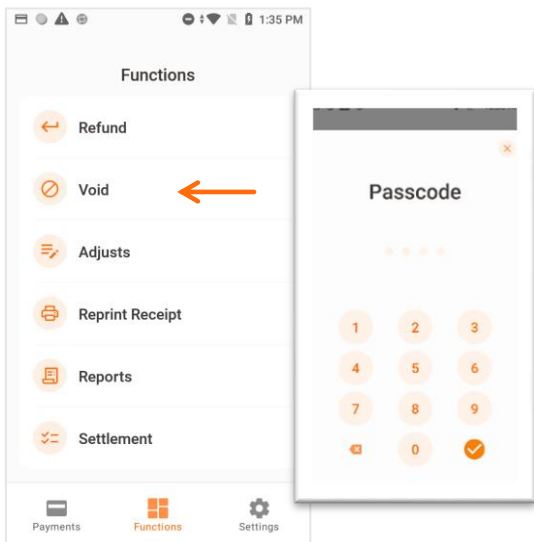 1:35 PM
Functions
Refund
Void
Adjusts
Reprint Receipt
Reports
Settlement
Payments Functions Settings
Passcode
1 2 3
4 5 6
7 8 9
0